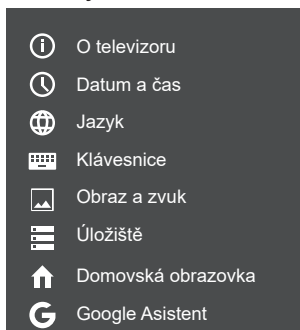 O televizoru
Datum a čas
Jazyk
Klávesnice
Obraz a zvuk
Úložiště
Domovská obrazovka
Google Asistent